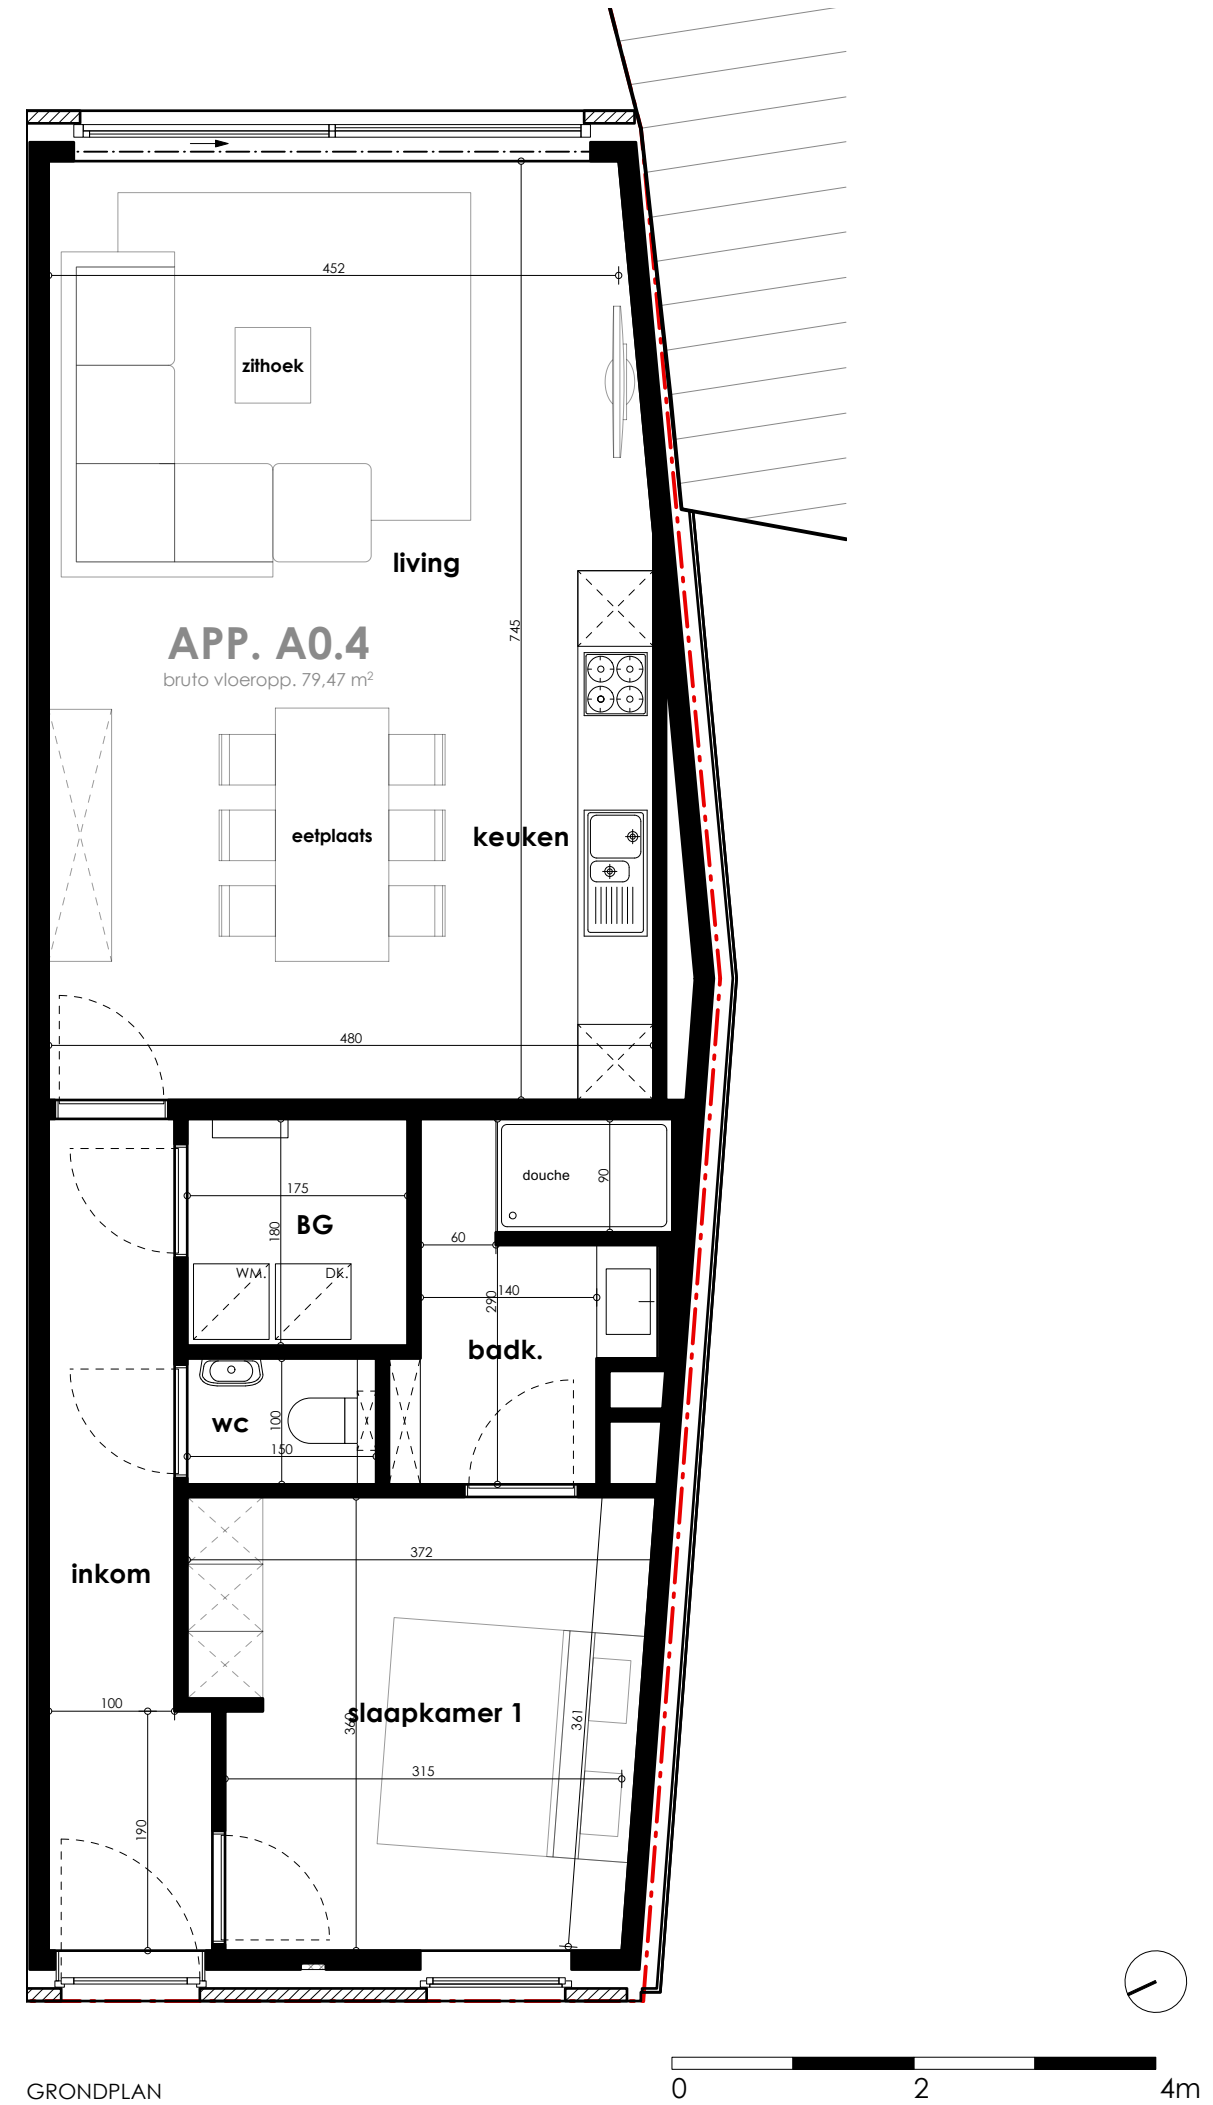 452
zithoek
living
745
APP. A0.4
bruto vloeropp. 79,47 m²
eetplaats
keuken
480
douche
90
175
BG
180
60
WM.
DK.
140
290
badk.
wc
100
150
372
inkom
100
slaapkamer 1
360
361
315
190
GRONDPLAN
0
2
4m